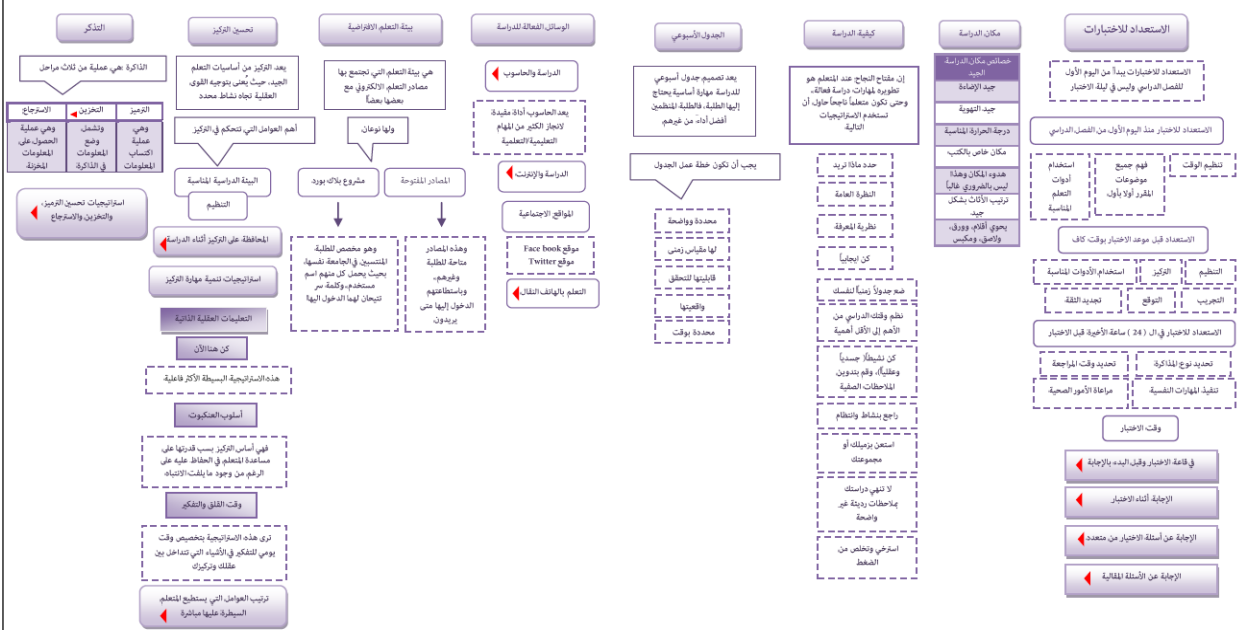 الاستعداد للاختبارات
الاستعداد للاختبارات يبدأ من اليوم الأول
للفصل الدراسي وليس في ليلة الاختبار
الاستعداد للاختبار منذ اليوم الأول من الفصل الدراسي
تنظيم الوقت
فهم جميع
موضوعات
المقرر أولا بأول
استخدام
أدوات
التعلم
المناسبة
الاستعداد قبل موعد الاختبار بوقت كاف
التنظيم
التركيز
استخدام الأدوات المناسبة
التجريب
التوقع
تجديد الثقة
الاستعداد للاختبار في ال ( 24 ) ساعة الأخيرة قبل الاختبار
تحديد نوع المذاكرة
تحديد وقت المراجعة
تنفيذ المهارات النفسية
مراعاة الأمور الصحية
وقت الاختبار
في قاعة الاختبار وقبل البدء بالإجابة
الإجابة أثناء الاختبار
الإجابة عن أسئلة الاختيار من متعدد
الإجابة عن الأسئلة المقالية
مكان الدراسة
خصائص مكان الدراسة
الجيد
جيد الإضاءة
جيد التهوية
درجة الحرارة المناسبة
مكان خاص بالكتب
هدوء المكان وهذا
ليس بالضروري غالباً
ترتيب الأثاث بشكل
جيد
يحوي أقلام، وورق،
ولاصق، ومكبس
كيفية الدراسة
إن مفتاح النجاح عند المتعلم هو
تطويره لمهارات دراسة فعالة،
وحتى تكون متعلماً ناجحاً حاول أن
تستخدم الاستراتيجيات
التالية
حدد ماذا تريد
النظرة العامة
نظرية المعرفة
كن ايجابياً
ضع جدولاً زمنياً لنفسك
نظم وقتك الدراسي من
الأهم إلى الأقل أهمية
كن نشيطاً( جسدياً
وعقلياً)، وقم بتدوين
الملاحظات الصفية
راجع بنشاط وانتظام
استعن بزميلك أو
مجموعتك
لا تنهي دراستك
بملاحظات رديئة غير
واضحة
استرخي وتخلص من
الضغط
الجدول الأسبوعي
يعد تصميم جدول أسبوعي
للدراسة مهارة أساسية يحتاج
إليها الطلبة، فالطلبة المنظمين
أفضل أداء من غيرهم.
يجب أن تكون خطة عمل الجدول
محددة وواضحة
لها مقياس زمني
قابليتها للتحقق
واقعيتها
محددة بوقت
الوسائل الفعالة للدراسة
الدراسة والحاسوب
يعد الحاسوب أداة مفيدة
لانجاز الكثير من المهام
التعليمية التعلمية
الدراسة والإنترنت
المواقع الاجتماعية
موقع Face book
موقع Twitter
التعلم بالهاتف النقال
بيئة التعلم الافتراضية
هي بيئة التعلم التي تجتمع بها
مصادر التعلم الالكتروني مع
بعضها بعضاً
ولها نوعان
المصادر المفتوحة
مشروع بلاك بورد
وهذه المصادر
متاحة للطلبة
وغيرهم،
وباستطاعتهم
الدخول إليها متى
يريدون
وهو مخصص للطلبة
المنتسبين في الجامعة نفسها،
بحيث يحمل كل منهم اسم
مستخدم، وكلمة سر
تتيحان لهما الدخول اليها
تحسين التركيز
يعد التركيز من أساسيات التعلم
الجيد، حيث يُعنى بتوجيه القوى
العقلية تجاه نشاط محدد
أهم العوامل التي تتحكم في التركيز
البيئة الدراسية المناسبة
التنظيم
المحافظة على التركيز أثناء الدراسة
استراتيجيات تنمية مهارة التركيز
التعليمات العقلية الذاتية
كن هنا الآن
هذه الاستراتيجية البسيطة الأكثر فاعلية
أسلوب العنكبوت
فهي أساس التركيز بسب قدرتها على
مساعدة المتعلم في الحفاظ عليه على
الرغم من وجود ما يلفت الانتباه
وقت القلق والتفكير
ترى هذه الاستراتيجية بتخصيص وقت
يومي للتفكير في الأشياء التي تتداخل بين
عقلك وتركيزك
ترتيب العوامل التي يستطيع المتعلم
السيطرة عليها مباشرة
التذكر
الذاكرة :هي عملية من ثلاث مراحل
الترميز
التخزين
الاسترجاع
وهي
عملية
اكتساب
المعلومات
وتشمل
وضع
المعلومات
في الذاكرة
وهي عملية
الحصول على
المعلومات
المخزنة
استراتيجيات تحسين الترميز،
والتخزين والاسترجاع